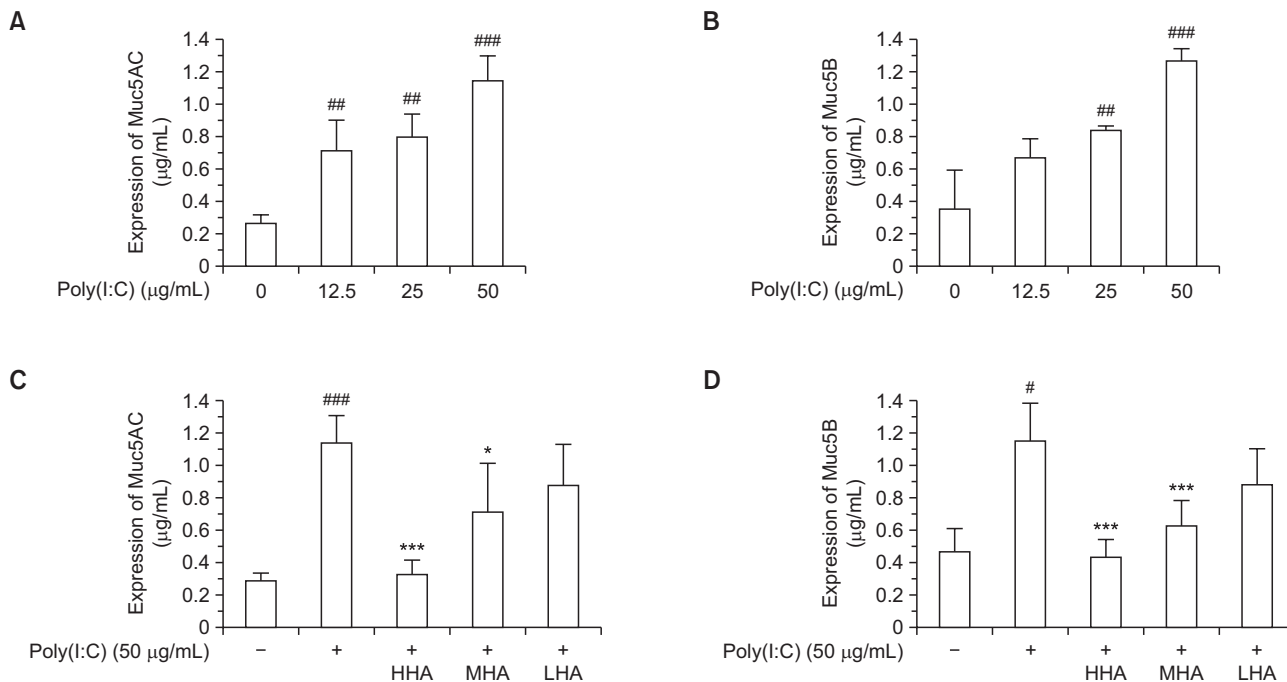 A
Expression of Muc5AC
(μg/mL)
1.4
1.2
1.0
0.8
0.6
0.4
0.2
0
##
##
###
Poly(I:C) (μg/mL)
0 12.5 25 50
B
Expression of Muc5B
(μg/mL)
1.4
1.2
1.0
0.8
0.6
0.4
0.2
0
##
###
Poly(I:C) (μg/mL)
0 12.5 25 50
C
Expression of Muc5AC
(μg/mL)
1.4
1.2
1.0
0.8
0.6
0.4
0.2
0
###
***
*
Poly(I:C) (50 μg/mL)
− + + + +
HHA MHA LHA
D
Expression of Muc5B
(μg/mL)
1.4
1.2
1.0
0.8
0.6
0.4
0.2
0
#
***
***
Poly(I:C) (50 μg/mL)
− + + + +
HHA MHA LHA